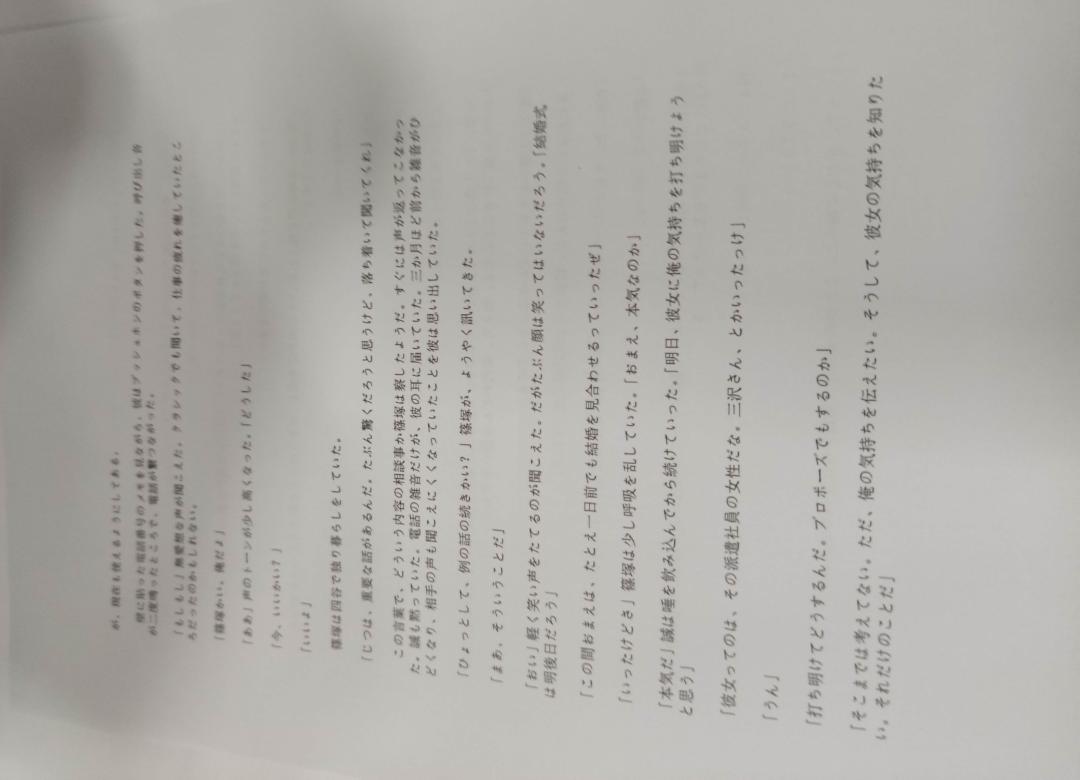 が、現在も使えるようにしてある。
壁に貼った電話番号のメモを見ながら、彼はプッシュホンのボタンを押した。呼び出し音
が二度鳴ったところで、電話が繋つながった。
「もしもし」無愛想な声が聞こえた。クラシックでも聞いて、仕事の疲れを癒していたとこ
ろだったのかもしれない。
「篠塚かい、俺だよ」
「ああ」声のトーンが少し高くなった。「どうした」
「今、いいかい？」
「いいよ」
篠塚は四谷で独り暮らしをしていた。
「じつは、重要な話があるんだ。たぶん驚くだろうと思うけど、落ち着いて聞いてくれ」
この言葉で、どういう内容の相談事か篠塚は察したようだ。すぐには声が返ってこなかっ
た。誠も黙っていた。電話の雑音だけが、彼の耳に届いていた。三か月ほど前から雑音がひ
どくなり、相手の声も聞こえにくくなっていたことを彼は思い出していた。
「ひょっとして、例の話の続きかい？」篠塚が、ようやく訊いてきた。
「まあ、そういうことだ」
「おい」軽く笑い声をたてるのが聞こえた。だがたぶん顔は笑ってはいないだろう。「結婚式
は明後日だろう」
「この間おまえは、たとえ一日前でも結婚を見合わせるっていったぜ」
「いったけどさ」篠塚は少し呼吸を乱していた。「おまえ、本気なのか」
「本気だ」誠は唾を飲み込んでから続けていった。「明日、彼女に俺の気持ちを打ち明けよう
と思う」
「彼女ってのは、その派遣社員の女性だな。三沢さん、とかいったっけ」
「うん」
「打ち明けてどうするんだ。プロポーズでもするのか」
「そこまでは考えてない。ただ、俺の気持ちを伝えたい。そうして、彼女の気持ちを知りた
い。それだけのことだ」